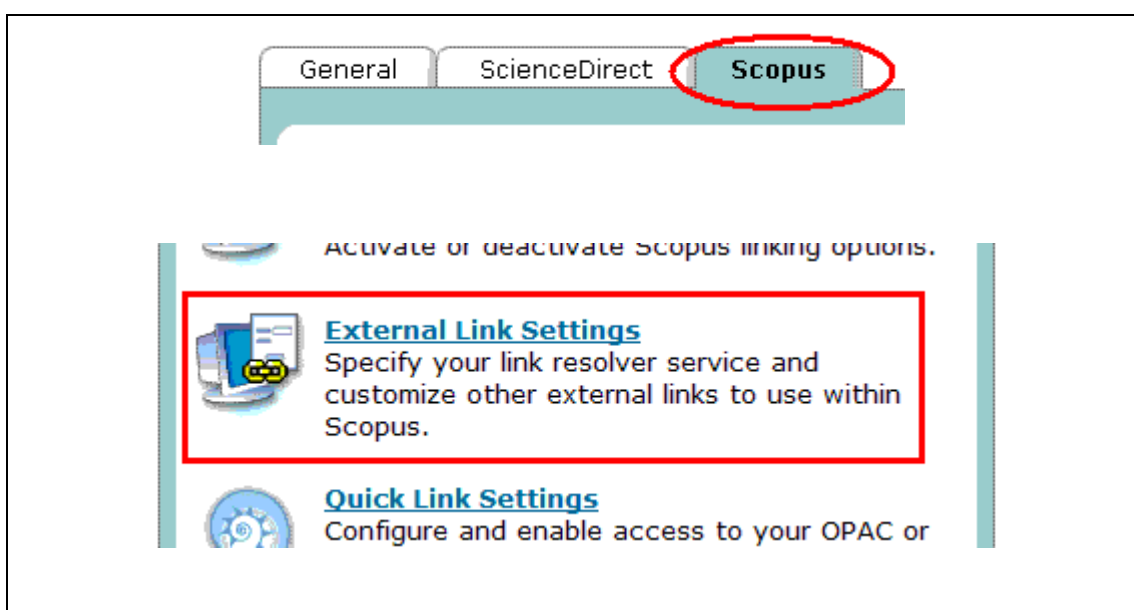 General ScienceDirect Scopus
Activate or deactivate Scopus linking options.
External Link Settings
Specify your link resolver service and
customize other external links to use within
Scopus.
Quick Link Settings
Configure and enable access to your OPAC or